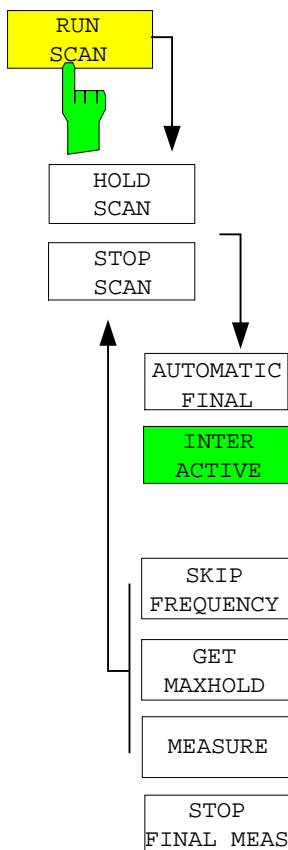 RUN
SCAN
HOLD
SCAN
STOP
SCAN
AUTOMATIC
FINAL
INTER
ACTIVE
SKIP
FREQUENCY
GET
MAXHOLD
MEASURE
STOP
FINAL MEAS